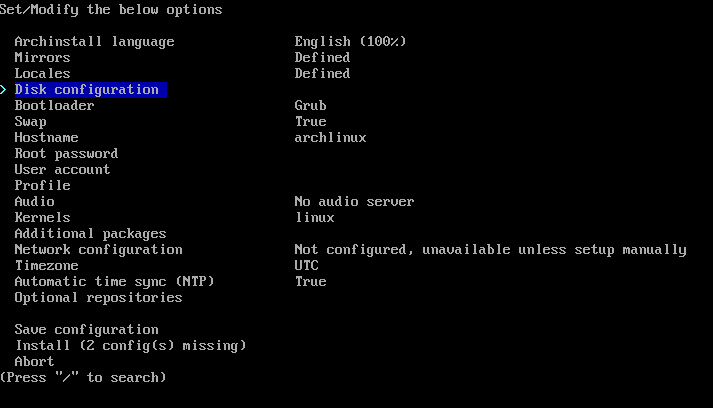 Set/Modify the below options
Archinstall language English (100%)
Mirrors Defined
Locales Defined
> Disk configuration
Bootloader Grub
Swap True
Hostname archlinux
Root password
User account
Profile
Audio No audio server
Kernels linux
Additional packages
Network configuration Not configured, unavailable unless setup manually
Timezone UTC
Automatic time sync (NTP) True
Optional repositories
Save configuration
Install (2 config(s) missing)
Abort
(Press "/" to search)